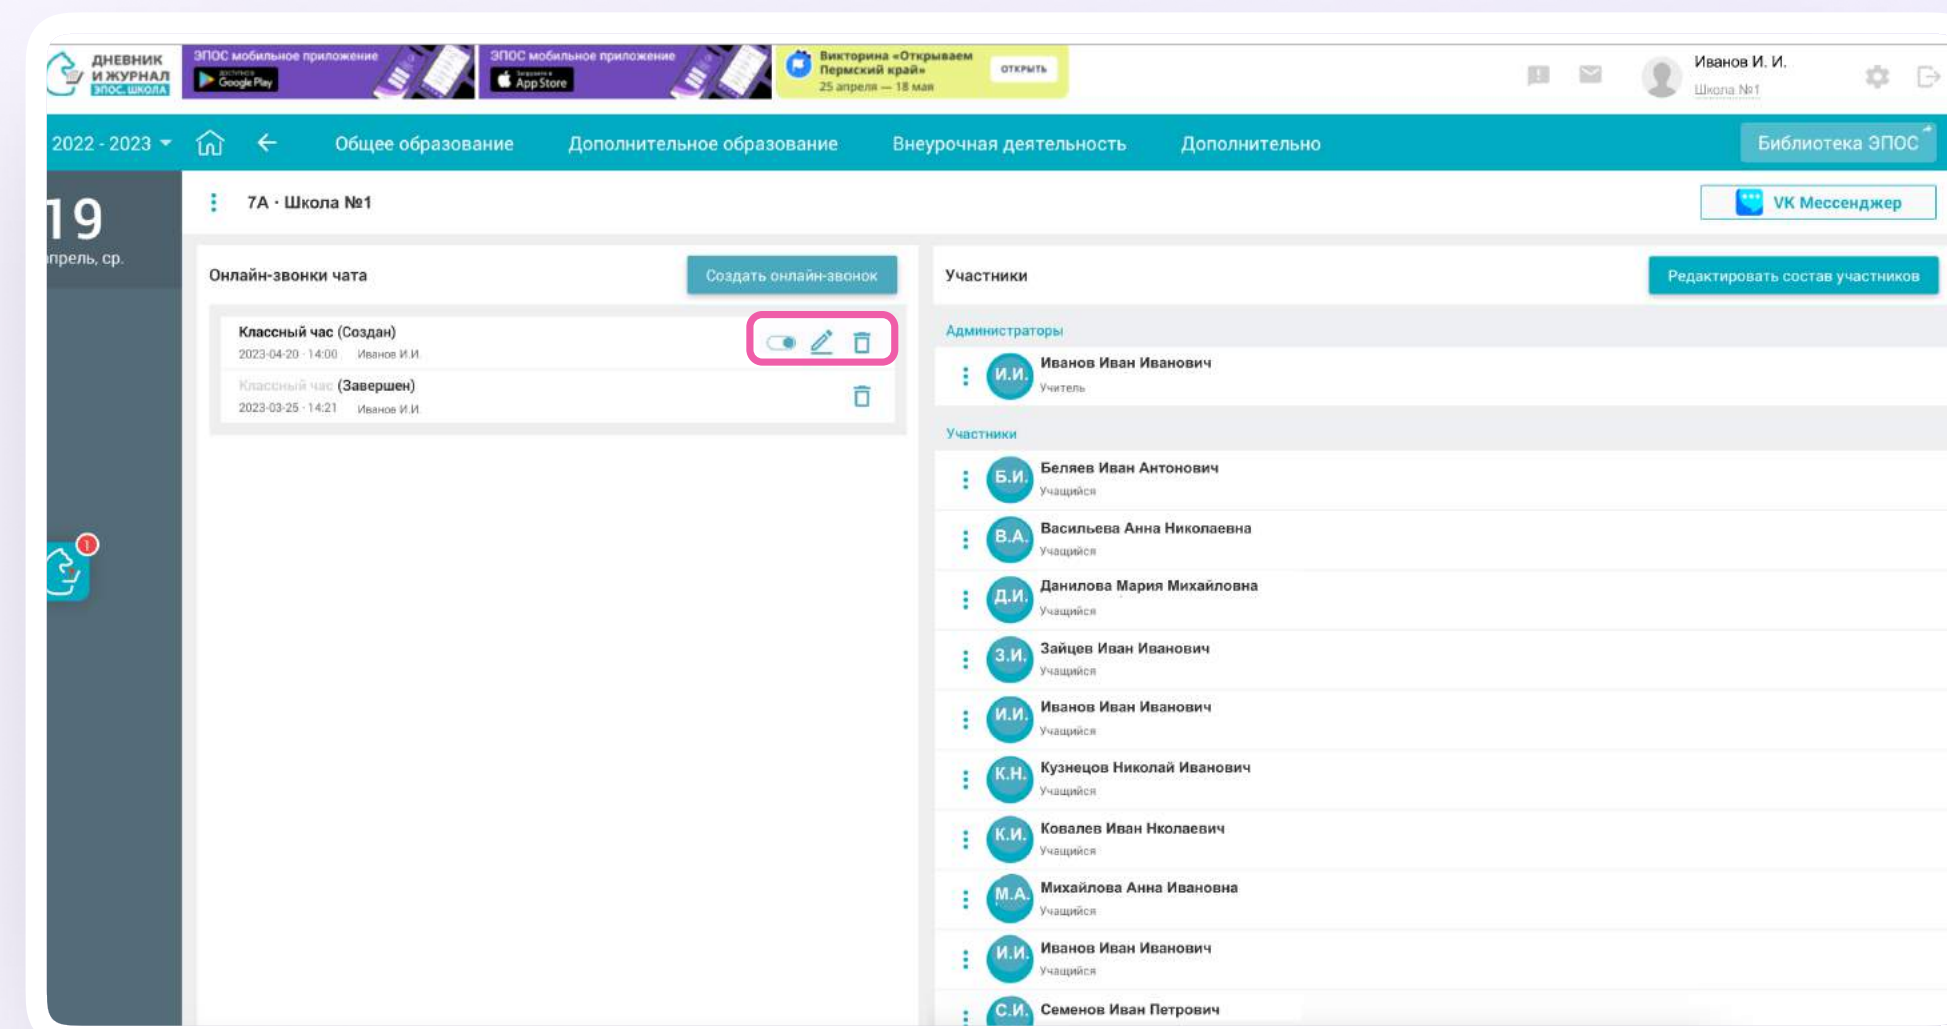 ДНЕВНИК
И ЖУРНАЛ
ЭПОС.ШКОЛА
ЭПОС мобильное приложение
ДОСТУПНО В
Google Play
ЭПОС мобильное приложение
Загрузите в
App Store
Викторина «Открываем
Пермский край»
25 апреля — 18 мая
ОТКРЫТЬ
Иванов И. И.
Школа №1
2022 - 2023
Общее образование
Дополнительное образование
Внеурочная деятельность
Дополнительно
Библиотека ЭПОС
19
апрель, ср.
7А · Школа №1
VK Мессенджер
Онлайн-звонки чата
Создать онлайн-звонок
Классный час (Создан)
2023-04-20 · 14:00 Иванов И.И.
Классный час (Завершен)
2023-03-25 · 14:21 Иванов И.И.
1
Участники
Редактировать состав участников
Администраторы
И.И.
Иванов Иван Иванович
Учитель
Участники
Б.И.
Беляев Иван Антонович
Учащийся
В.А.
Васильева Анна Николаевна
Учащийся
Д.И.
Данилова Мария Михайловна
Учащийся
З.И.
Зайцев Иван Иванович
Учащийся
И.И.
Иванов Иван Иванович
Учащийся
К.Н.
Кузнецов Николай Иванович
Учащийся
К.И.
Ковалев Иван Нколаевич
Учащийся
М.А.
Михайлова Анна Ивановна
Учащийся
И.И.
Иванов Иван Иванович
Учащийся
С.И.
Семенов Иван Петрович